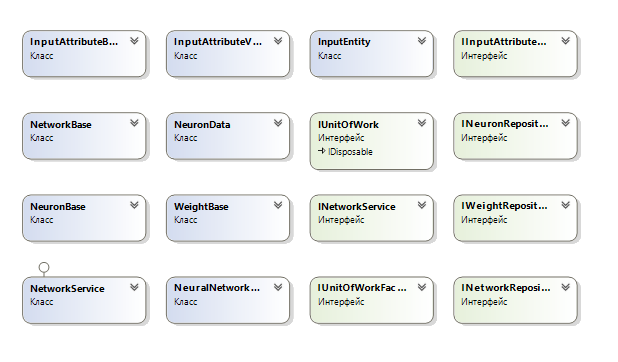 InputAttributeB...
Класс
InputAttributeV...
Класс
InputEntity
Класс
IInputAttribute...
Интерфейс
NetworkBase
Класс
NeuronData
Класс
IUnitOfWork
Интерфейс
IDisposable
INeuronReposit...
Интерфейс
NeuronBase
Класс
WeightBase
Класс
INetworkService
Интерфейс
IWeightReposit...
Интерфейс
NetworkService
Класс
NeuralNetwork...
Класс
IUnitOfWorkFac...
Интерфейс
INetworkReposi...
Интерфейс